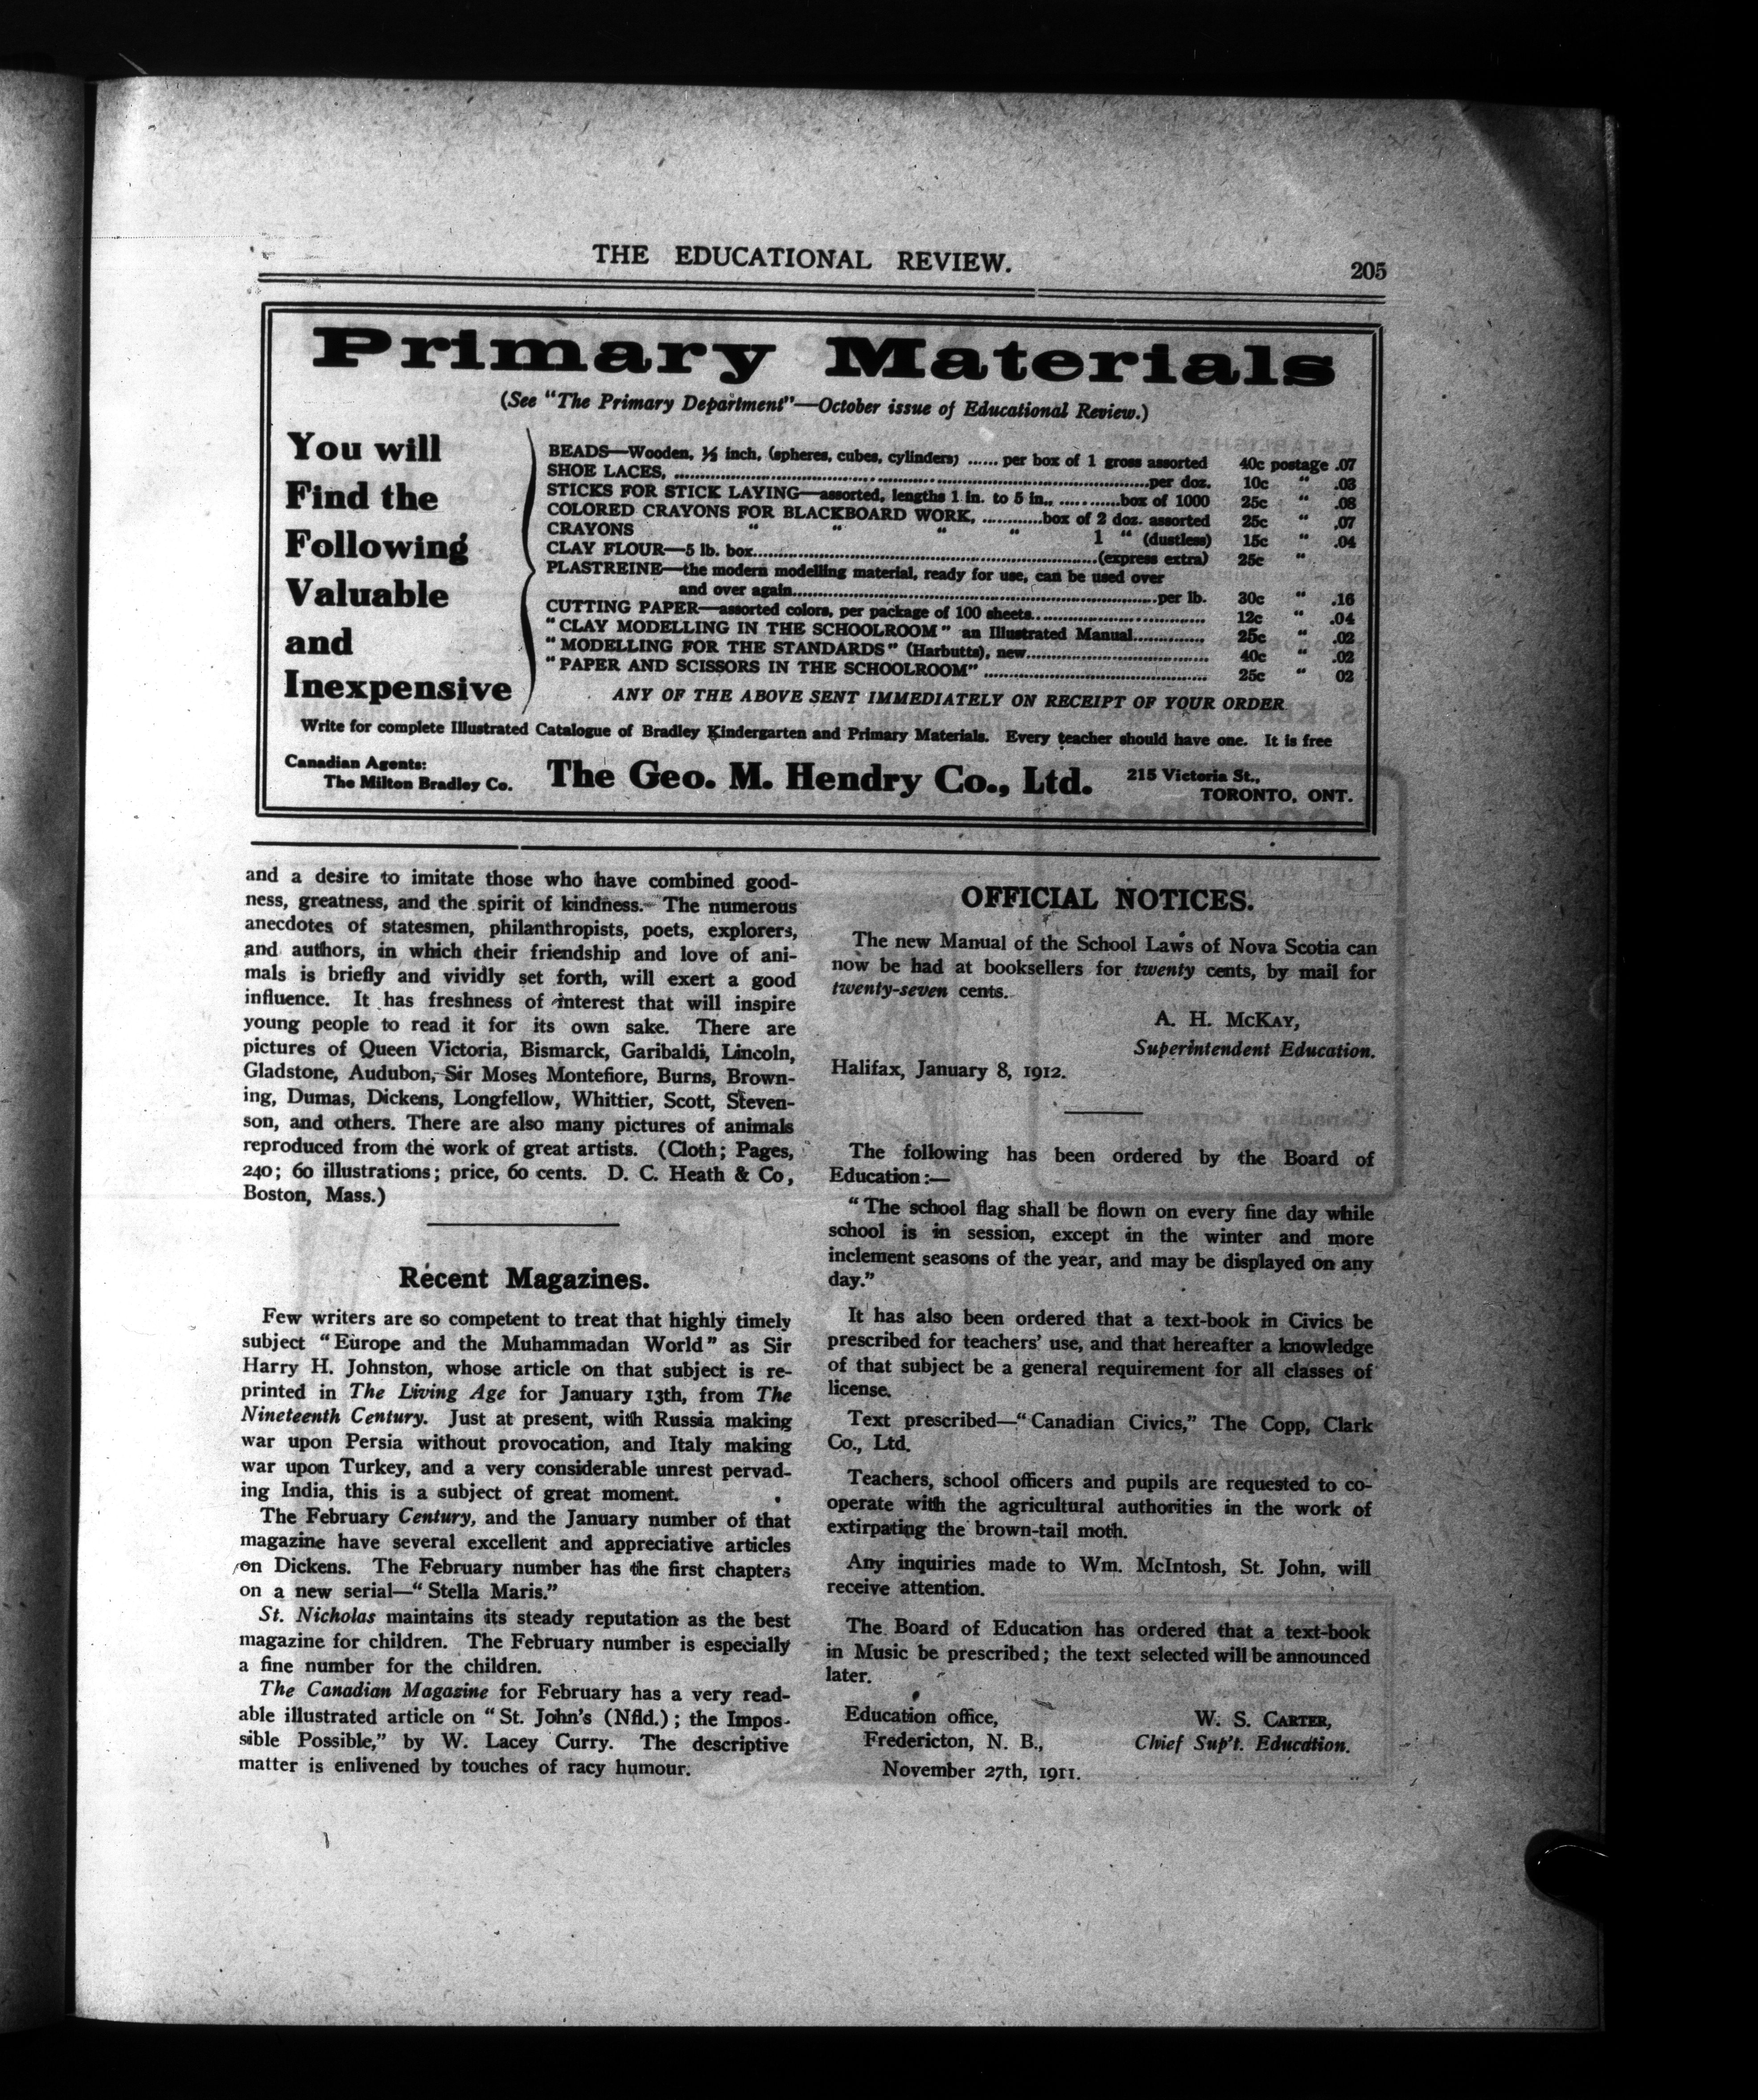 THE EDUCATIONAL REVIEW.
205
Primary Materials
(See "The Primary Department"—October issue of Educational Review.)
You will
Find the
Following
Valuable
and
Inexpensive
BEADS—Wooden, ½ inch, (spheres, cubes, cylinders) ...... per box of 1 gross assorted 40c postage .07
SHOE LACES, ........ per doz. 10c " .03
STICKS FOR STICK LAYING—assorted, lengths 1 in. to 5 in., ........... box of 1000 25c " .08
COLORED CRAYONS FOR BLACKBOARD WORK, ............ box of 2 doz. assorted 25c " .07
CRAYONS " " " " 1 " (dustless) 15c " .04
CLAY FLOUR—5 lb. box........ (express extra) 25c "
PLASTREINE—the modern modelling material, ready for use, can be used over
and over again........ per lb. 30c " .16
CUTTING PAPER—assorted colors, per package of 100 sheets........ 12c " .04
"CLAY MODELLING IN THE SCHOOLROOM" an Illustrated Manual............. 25c " .02
"MODELLING FOR THE STANDARDS" (Harbutts), new........ 40c " .02
"PAPER AND SCISSORS IN THE SCHOOLROOM" ........ 25c " 02
ANY OF THE ABOVE SENT IMMEDIATELY ON RECEIPT OF YOUR ORDER
Write for complete Illustrated Catalogue of Bradley Kindergarten and Primary Materials. Every teacher should have one. It is free
Canadian Agents:
The Milton Bradley Co.
The Geo. M. Hendry Co., Ltd.
215 Victoria St.,
TORONTO, ONT.
and a desire to imitate those who have combined good-
ness, greatness, and the spirit of kindness. The numerous
anecdotes of statesmen, philanthropists, poets, explorers,
and authors, in which their friendship and love of ani-
mals is briefly and vividly set forth, will exert a good
influence. It has freshness of interest that will inspire
young people to read it for its own sake. There are
pictures of Queen Victoria, Bismarck, Garibaldi, Lincoln,
Gladstone, Audubon, Sir Moses Montefiore, Burns, Brown-
ing, Dumas, Dickens, Longfellow, Whittier, Scott, Steven-
son, and others. There are also many pictures of animals
reproduced from the work of great artists. (Cloth; Pages,
240; 60 illustrations; price, 60 cents. D. C. Heath & Co,
Boston, Mass.)
Recent Magazines.
Few writers are so competent to treat that highly timely
subject "Europe and the Muhammadan World" as Sir
Harry H. Johnston, whose article on that subject is re-
printed in The Living Age for January 13th, from The
Nineteenth Century. Just at present, with Russia making
war upon Persia without provocation, and Italy making
war upon Turkey, and a very considerable unrest pervad-
ing India, this is a subject of great moment.
The February Century, and the January number of that
magazine have several excellent and appreciative articles
on Dickens. The February number has the first chapters
on a new serial—"Stella Maris."
St. Nicholas maintains its steady reputation as the best
magazine for children. The February number is especially
a fine number for the children.
The Canadian Magazine for February has a very read-
able illustrated article on "St. John's (Nfld.); the Impos-
sible Possible," by W. Lacey Curry. The descriptive
matter is enlivened by touches of racy humour.
OFFICIAL NOTICES.
The new Manual of the School Laws of Nova Scotia can
now be had at booksellers for twenty cents, by mail for
twenty-seven cents.
A. H. MCKAY,
Superintendent Education.
Halifax, January 8, 1912.
The following has been ordered by the Board of
Education:—
"The school flag shall be flown on every fine day while
school is in session, except in the winter and more
inclement seasons of the year, and may be displayed on any
day."
It has also been ordered that a text-book in Civics be
prescribed for teachers' use, and that hereafter a knowledge
of that subject be a general requirement for all classes of
license.
Text prescribed—"Canadian Civics," The Copp, Clark
Co., Ltd.
Teachers, school officers and pupils are requested to co-
operate with the agricultural authorities in the work of
extirpating the brown-tail moth.
Any inquiries made to Wm. McIntosh, St. John, will
receive attention.
The Board of Education has ordered that a text-book
in Music be prescribed; the text selected will be announced
later.
Education office,
Fredericton, N. B.,
November 27th, 1911.
W. S. CARTER,
Chief Sup't. Education.